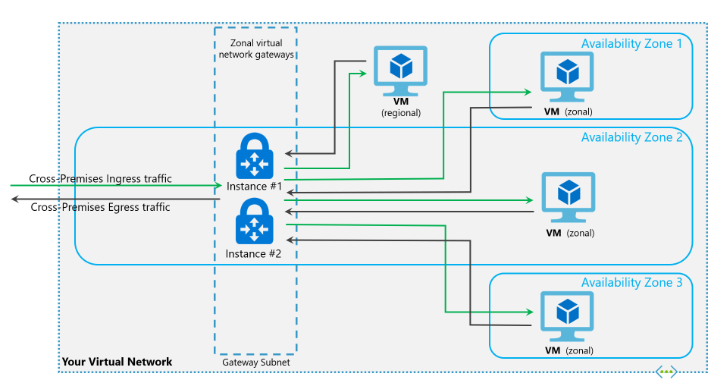 Zonal virtual
network gateways
Availability Zone 1
VM
(regional)
VM (zonal)
Availability Zone 2
Cross-Premises Ingress traffic
Instance #1
Cross-Premises Egress traffic
VM (zonal)
Instance #2
Availability Zone 3
VM (zonal)
Your Virtual Network
Gateway Subnet